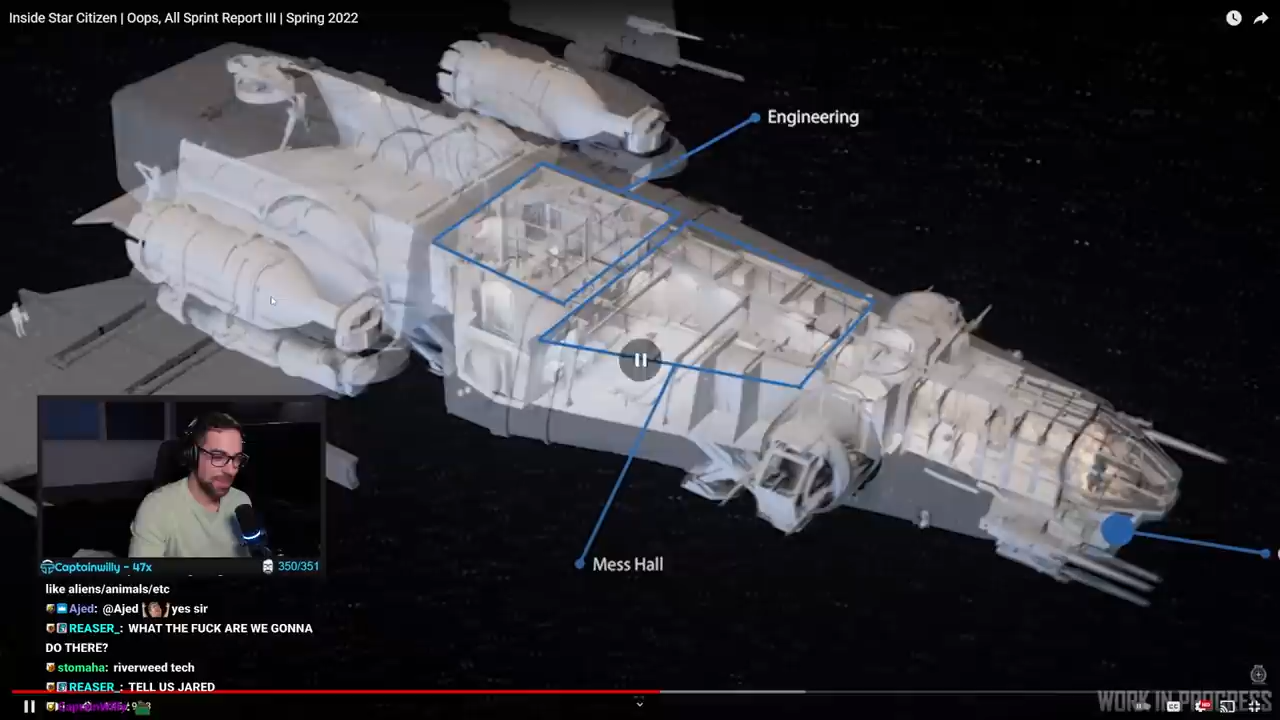 Inside Star Citizen | Oops, All Sprint Report III | Spring 2022
Engineering
Mess Hall
Captainwilly - 47x
350/351
like aliens/animals/etc
Ajed: @Ajed yes sir
REASER_: WHAT THE FUCK ARE WE GONNA
DO THERE?
stomaha: riverweed tech
REASER_: TELL US JARED
WORK IN PROGRESS